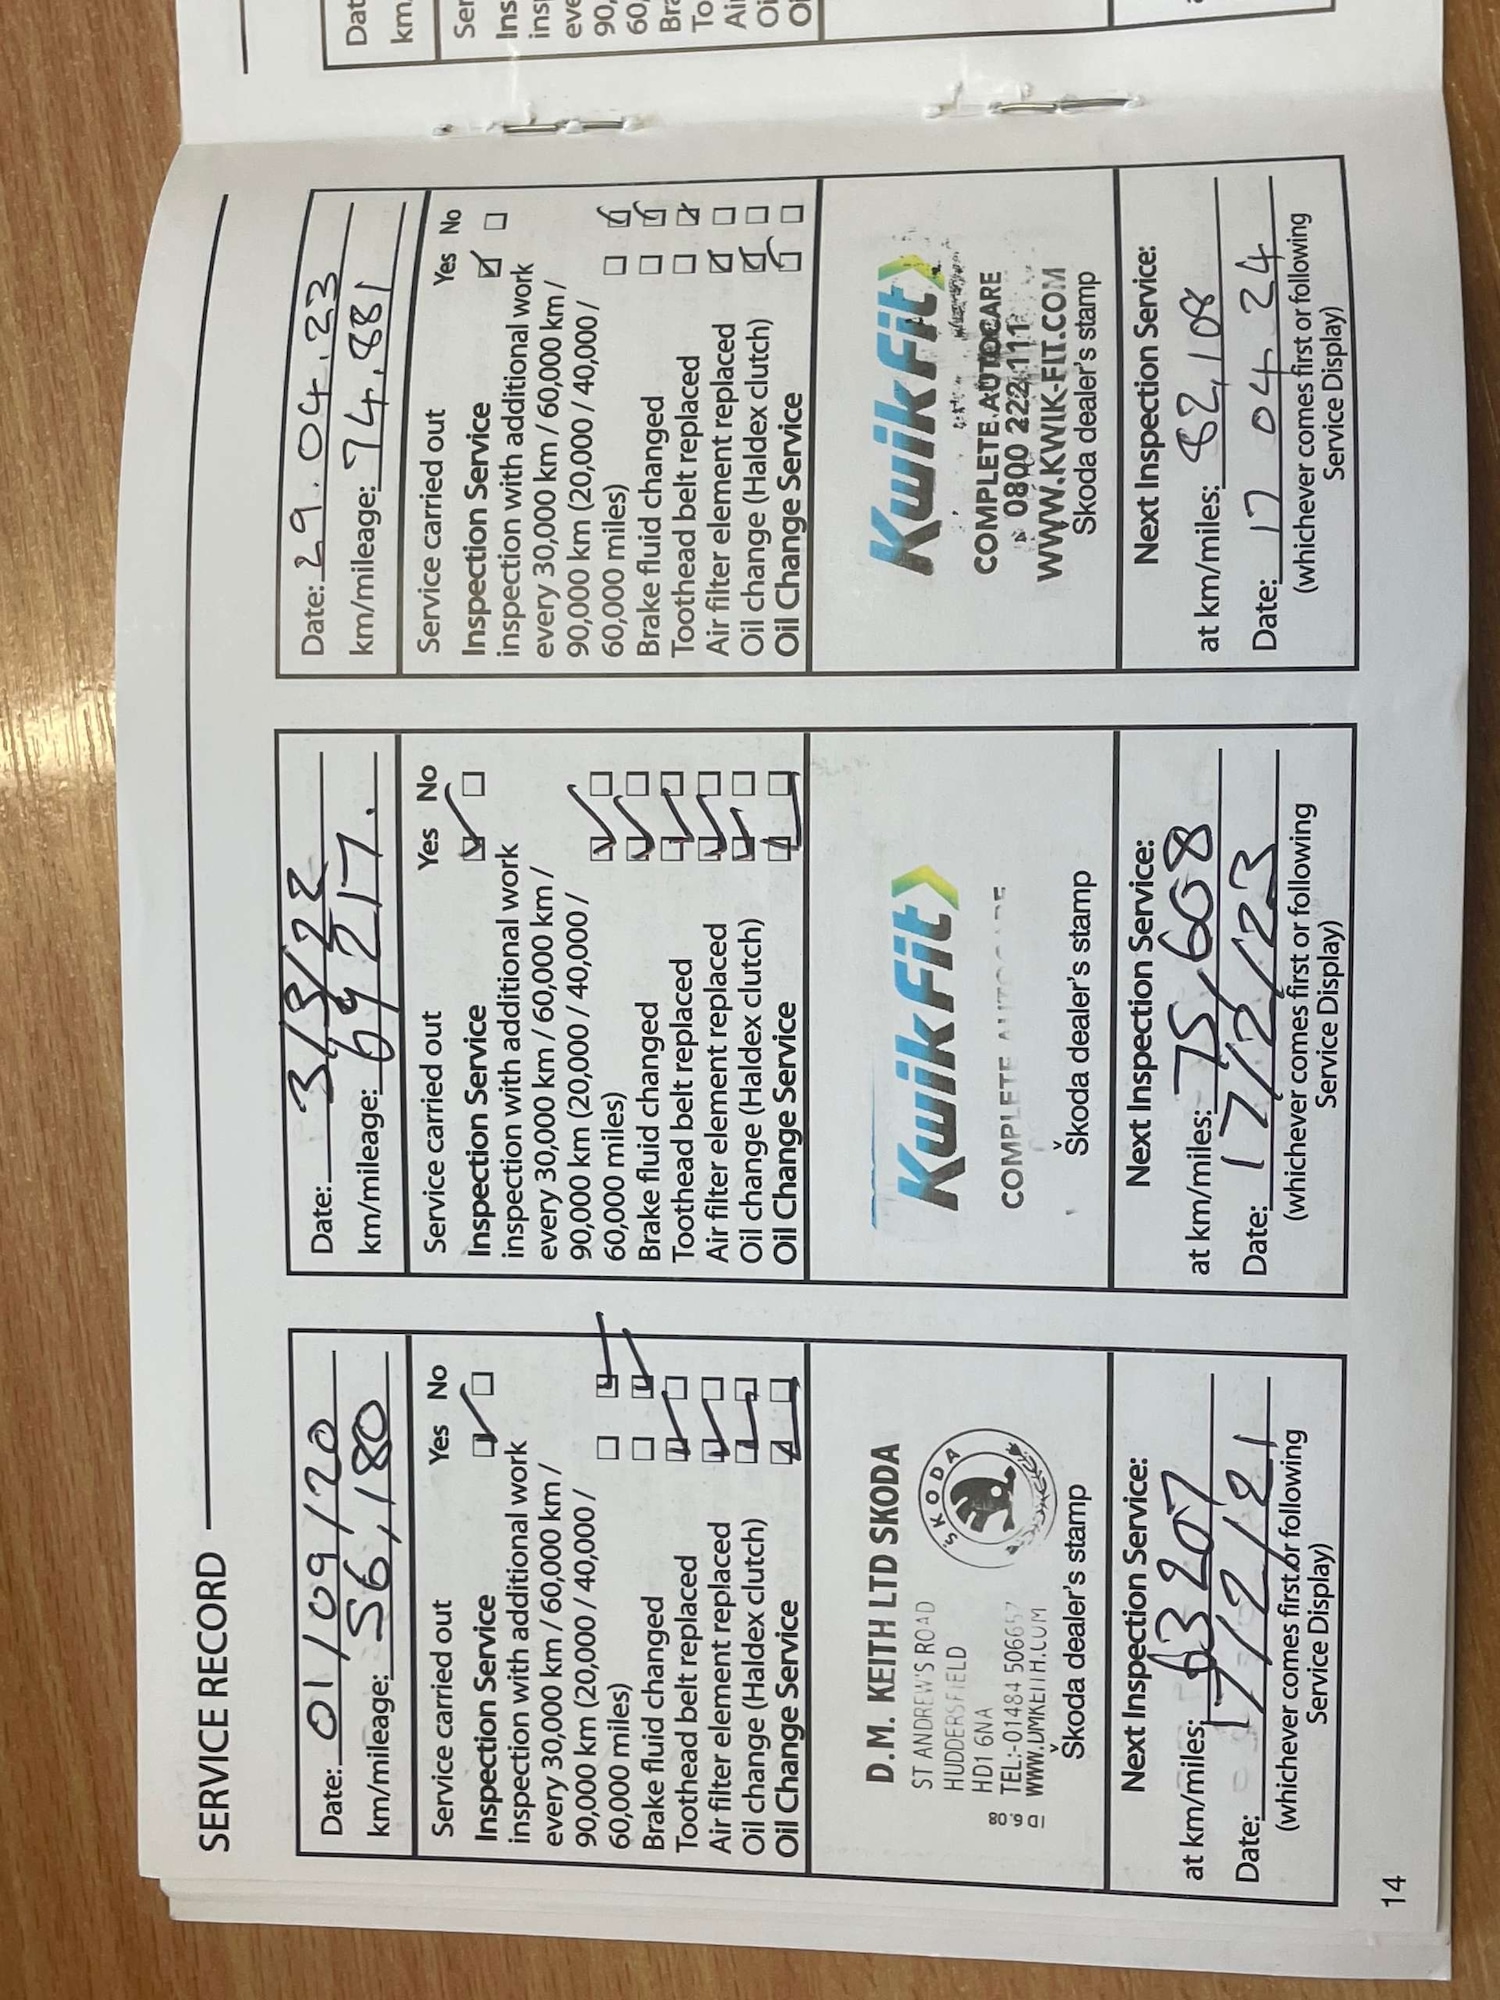 SERVICE RECORD
Date: 01/09/20
km/mileage: 56,180
Service carried out Yes No
Inspection Service
inspection with additional work
every 30,000 km / 60,000 km /
90,000 km (20,000 / 40,000 /
60,000 miles)
Brake fluid changed
Toothead belt replaced
Air filter element replaced
Oil change (Haldex clutch)
Oil Change Service
D.M. KEITH LTD SKODA
ST ANDREW'S ROAD
HUDDERSFIELD
HD1 6NA
TEL:-01484 506657
WWW.DMKEITH.COM
SKODA
Škoda dealer's stamp
Next Inspection Service:
at km/miles: 63207
Date: 17/2/21
(whichever comes first or following
Service Display)
14
Date: 3/3/22
km/mileage: 69217.
Service carried out Yes No
Inspection Service
inspection with additional work
every 30,000 km / 60,000 km /
90,000 km (20,000 / 40,000 /
60,000 miles)
Brake fluid changed
Toothead belt replaced
Air filter element replaced
Oil change (Haldex clutch)
Oil Change Service
KwikFit
COMPLETE AUTOCARE
Škoda dealer's stamp
Next Inspection Service:
at km/miles: 75,608
Date: 17/2/23
(whichever comes first or following
Service Display)
Date: 29.04.23
km/mileage: 74,881
Service carried out Yes No
Inspection Service
inspection with additional work
every 30,000 km / 60,000 km /
90,000 km (20,000 / 40,000 /
60,000 miles)
Brake fluid changed
Toothead belt replaced
Air filter element replaced
Oil change (Haldex clutch)
Oil Change Service
KwikFit
COMPLETE AUTOCARE
0800 222 111
WWW.KWIK-FIT.COM
Škoda dealer's stamp
Next Inspection Service:
at km/miles: 82,108
Date: 17 04 24
(whichever comes first or following
Service Display)